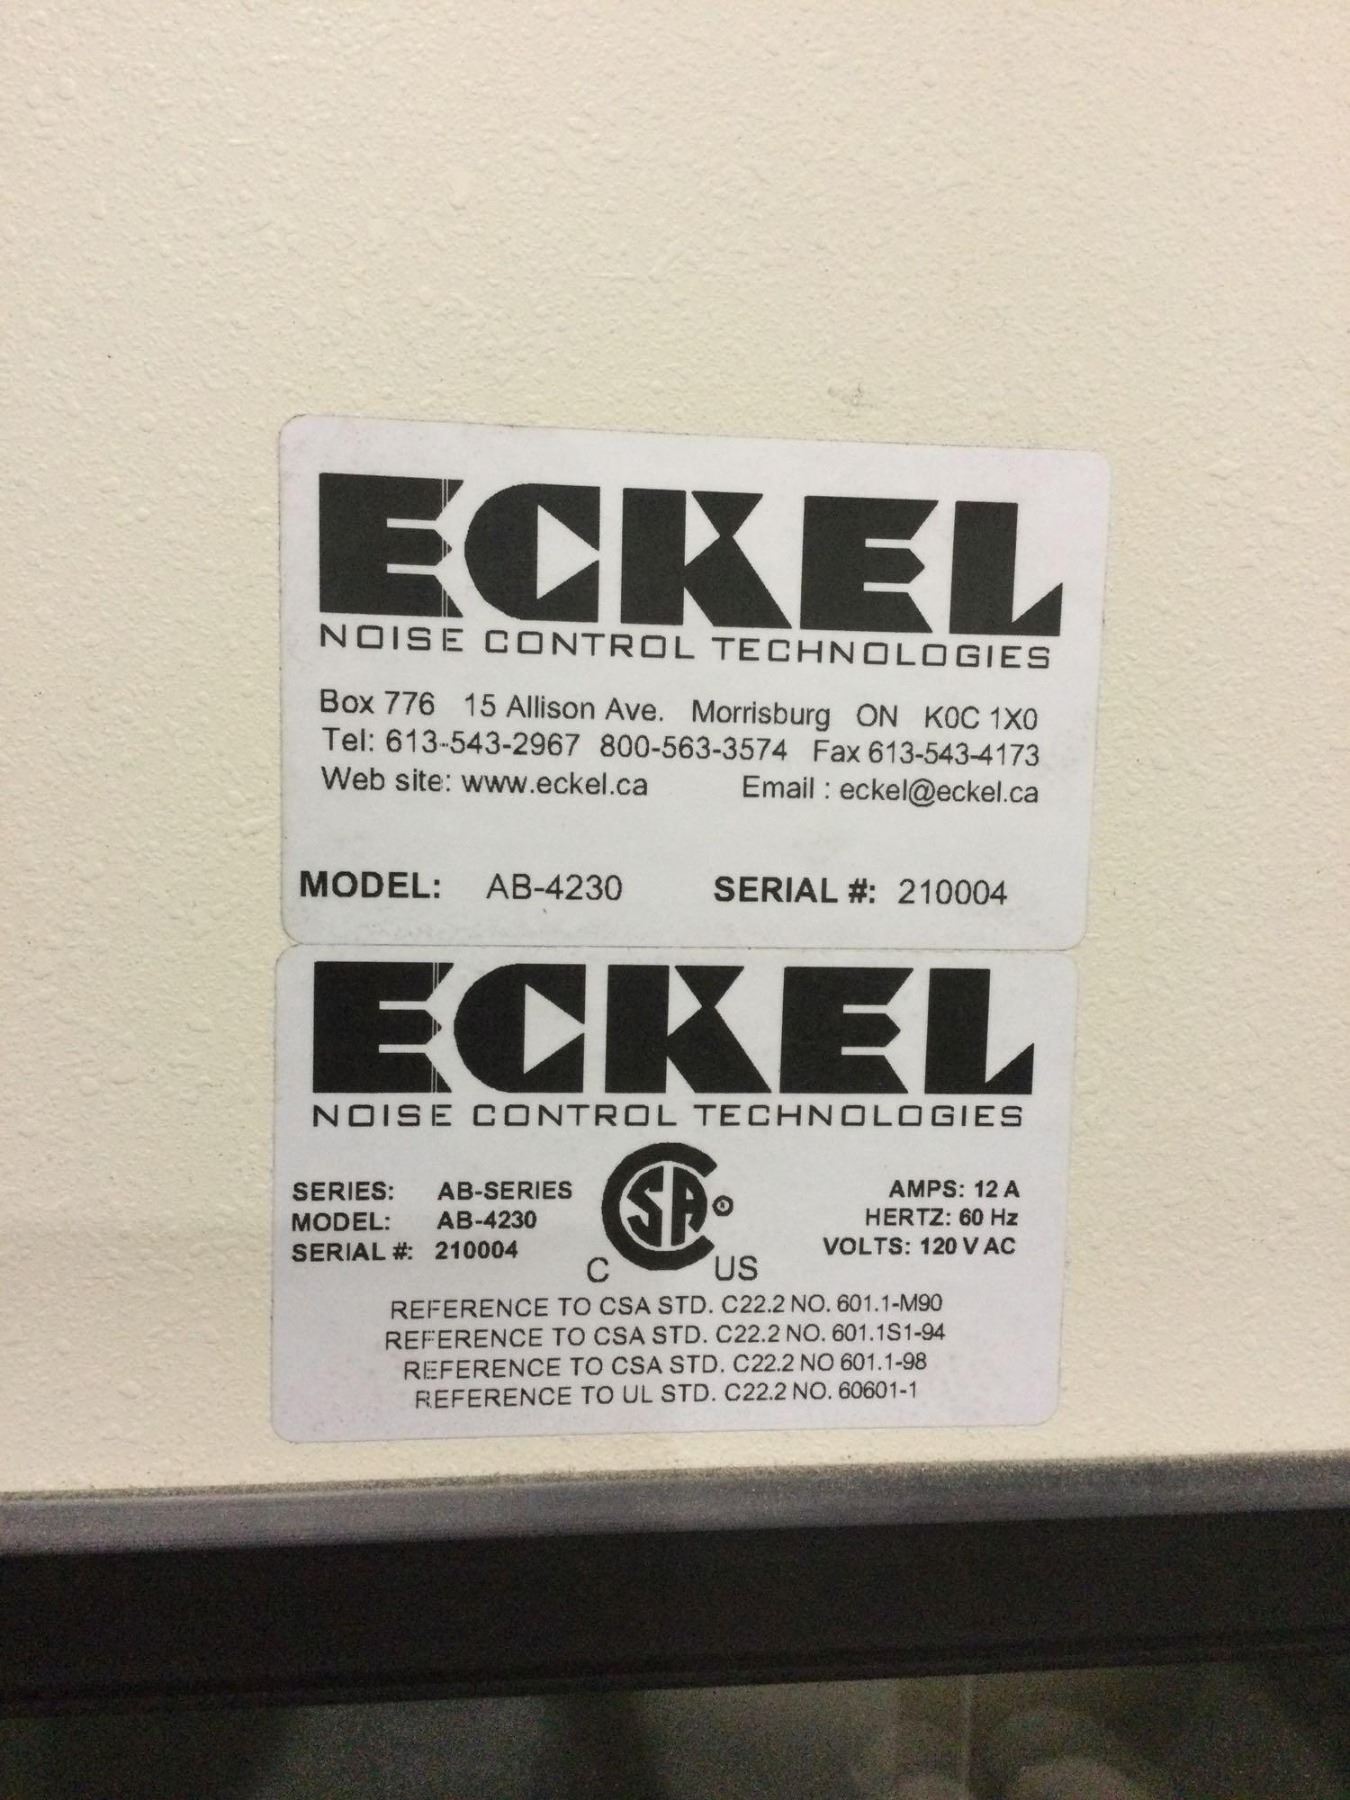 ECKEL
NOISE CONTROL TECHNOLOGIES
Box 776 15 Allison Ave. Morrisburg ON K0C 1X0
Tel: 613-543-2967 800-563-3574 Fax 613-543-4173
Web site: www.eckel.ca Email : eckel@eckel.ca
MODEL: AB-4230 SERIAL #: 210004
ECKEL
NOISE CONTROL TECHNOLOGIES
SERIES: AB-SERIES
MODEL: AB-4230
SERIAL #: 210004
CSA ®
C US
AMPS: 12 A
HERTZ: 60 Hz
VOLTS: 120 V AC
REFERENCE TO CSA STD. C22.2 NO. 601.1-M90
REFERENCE TO CSA STD. C22.2 NO. 601.1S1-94
REFERENCE TO CSA STD. C22.2 NO 601.1-98
REFERENCE TO UL STD. C22.2 NO. 60601-1